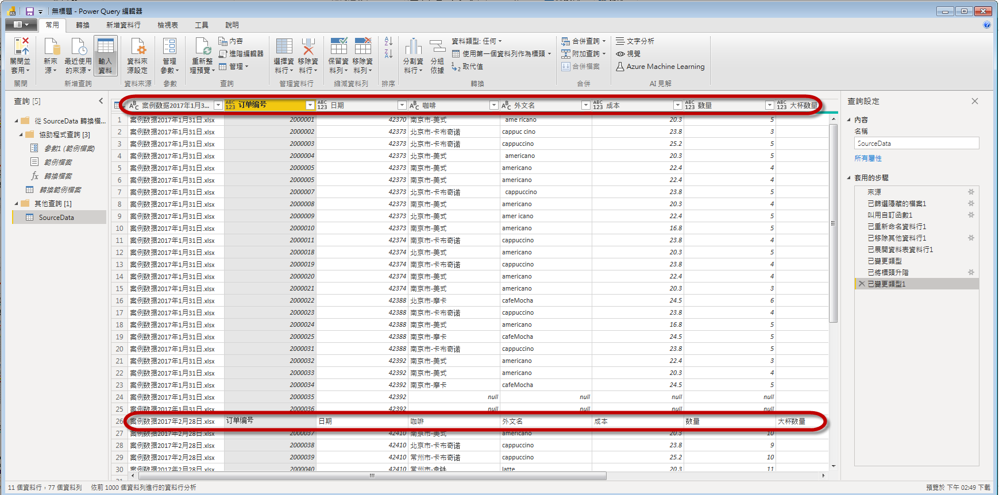 無標題 - Power Query 編輯器
常用 轉換 新增資料行 檢視表 工具 說明
關閉並套用
新來源
最近使用的來源
輸入資料
資料來源設定
管理參數
重新整理預覽
內容
進階編輯器
管理
選擇資料行
移除資料行
保留資料列
移除資料列
分割資料行
分組依據
資料類型: 任何
使用第一個資料列作為標頭
取代值
合併查詢
附加查詢
合併檔案
文字分析
視覺
Azure Machine Learning
關閉 新增查詢 資料來源 參數 查詢 管理資料行 縮減資料列 排序 轉換 合併 AI 見解
查詢 [5]
從 SourceData 轉換檔...
協助程式查詢 [3]
參數1 (範例檔案)
範例檔案
fx 轉換檔案
轉換範例檔案
其他查詢 [1]
SourceData
案例数据2017年1月3... 订单编号 日期 咖啡 外文名 成本 数量 大杯数量
1 案例数据2017年1月31日.xlsx 2000001 42370 南京市-美式 ame ricano 20.3 5
2 案例数据2017年1月31日.xlsx 2000002 42373 北京市-卡布奇诺 cappuc cino 23.8 3
3 案例数据2017年1月31日.xlsx 2000003 42373 北京市-卡布奇诺 cappuccino 25.2 5
4 案例数据2017年1月31日.xlsx 2000004 42373 北京市-美式 americano 20.3 5
5 案例数据2017年1月31日.xlsx 2000005 42373 南京市-美式 americano 22.4 4
6 案例数据2017年1月31日.xlsx 2000005 42373 南京市-美式 americano 22.4 4
7 案例数据2017年1月31日.xlsx 2000007 42373 北京市-卡布奇诺 cappuccino 23.8 5
8 案例数据2017年1月31日.xlsx 2000008 42373 南京市-美式 americano 20.3 4
9 案例数据2017年1月31日.xlsx 2000009 42373 南京市-美式 amer icano 22.4 5
10 案例数据2017年1月31日.xlsx 2000010 42373 南京市-美式 americano 16.8 5
11 案例数据2017年1月31日.xlsx 2000011 42374 南京市-卡布奇诺 cappuccino 23.8 4
12 案例数据2017年1月31日.xlsx 2000018 42374 北京市-美式 americano 20.3 5
13 案例数据2017年1月31日.xlsx 2000019 42374 南京市-卡布奇诺 cappuccino 23.8 4
14 案例数据2017年1月31日.xlsx 2000020 42374 南京市-美式 americano 22.4 4
15 案例数据2017年1月31日.xlsx 2000021 42374 南京市-美式 americano 20.3 3
16 案例数据2017年1月31日.xlsx 2000022 42388 北京市-摩卡 cafeMocha 24.5 6
17 案例数据2017年1月31日.xlsx 2000023 42388 北京市-卡布奇诺 cappuccino 23.8 4
18 案例数据2017年1月31日.xlsx 2000024 42388 南京市-美式 americano 16.8 5
19 案例数据2017年1月31日.xlsx 2000025 42388 南京市-摩卡 cafeMocha 24.5 5
20 案例数据2017年1月31日.xlsx 2000031 42388 南京市-卡布奇诺 cappuccino 23.8 5
21 案例数据2017年1月31日.xlsx 2000032 42392 南京市-美式 americano 22.4 3
22 案例数据2017年1月31日.xlsx 2000033 42392 南京市-美式 americano 20.3 4
23 案例数据2017年1月31日.xlsx 2000034 42392 南京市-摩卡 cafeMocha 24.5 5
24 案例数据2017年1月31日.xlsx 2000035 42392 null null null null
25 案例数据2017年1月31日.xlsx 2000036 42392 null null null null
26 案例数据2017年2月28日.xlsx 订单编号 日期 咖啡 外文名 成本 数量 大杯数量
27 案例数据2017年2月28日.xlsx 2000037 42410 南京市-美式 americano 20.3 10
28 案例数据2017年2月28日.xlsx 2000038 42410 北京市-卡布奇诺 cappuccino 23.8 9
29 案例数据2017年2月28日.xlsx 2000039 42410 常州市-卡布奇诺 cappuccino 25.2 10
30 案例数据2017年2月28日.xlsx 2000040 42410 常州市-拿铁 latte 20.3 11
查詢設定
內容
名稱
SourceData
所有屬性
套用的步驟
來源
已篩選隱藏的檔案1
叫用自訂函數1
已重新命名資料行1
已移除其他資料行1
已展開資料表資料行1
已變更類型
已將標頭升階
已變更類型1
11 個資料行，77 個資料列 依前 1000 個資料列進行的資料行分析
預覽於 下午 02:49 下載